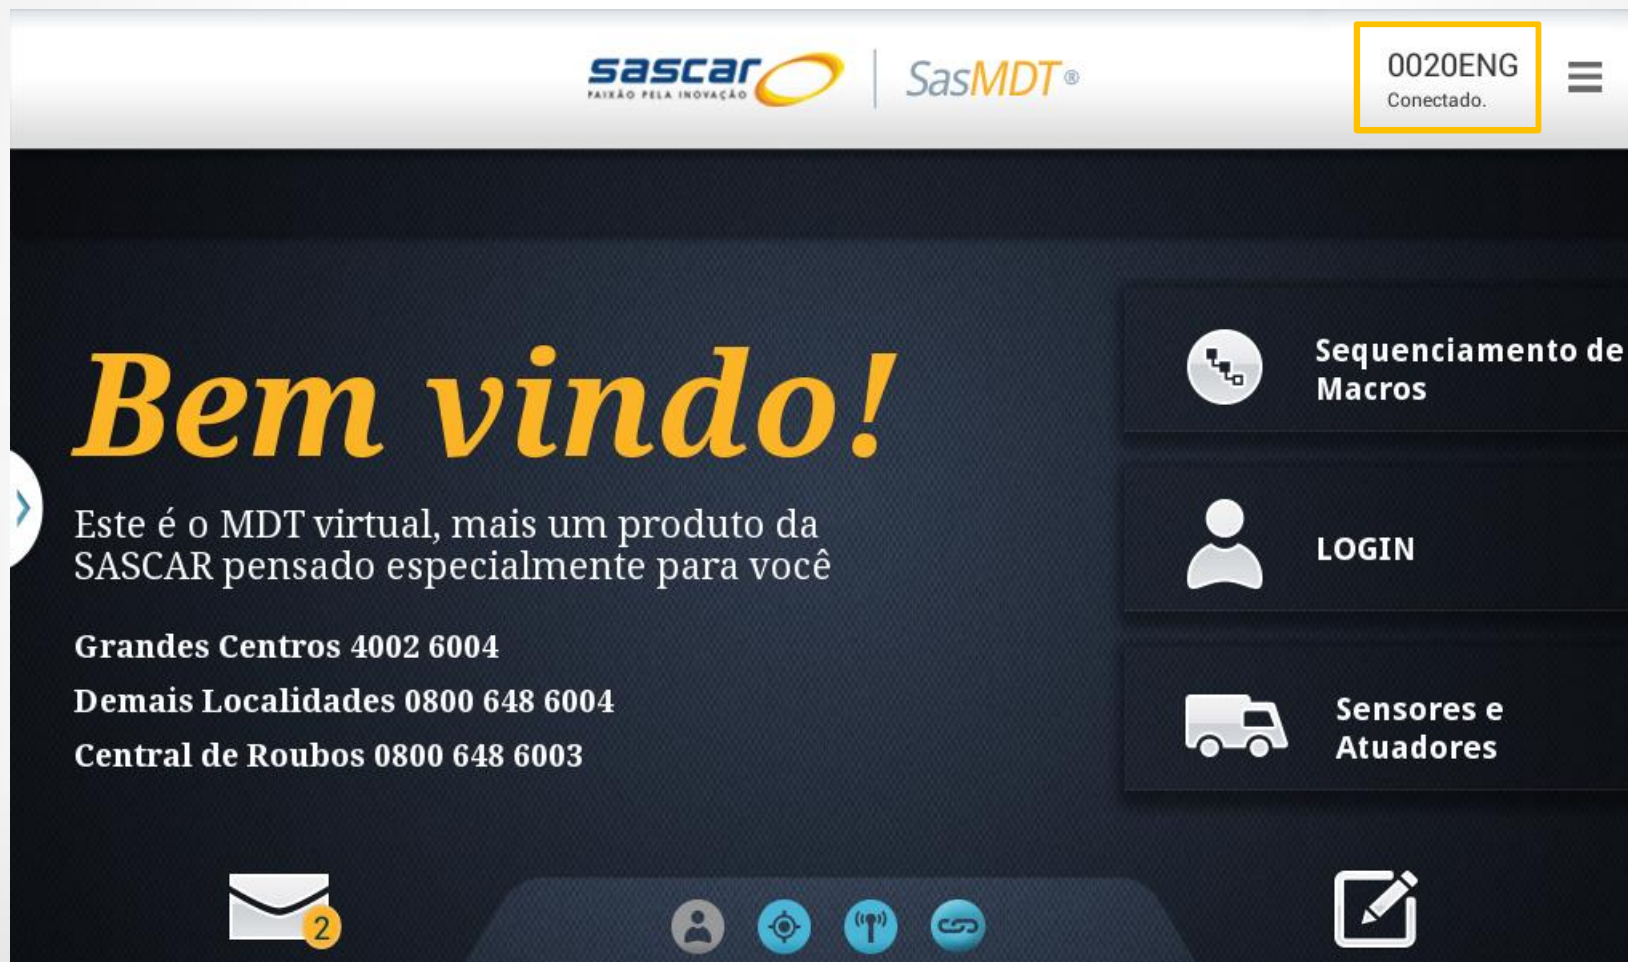 sascar
PAIXÃO PELA INOVAÇÃO
SasMDT®
0020ENG
Conectado.
Bem vindo!
Este é o MDT virtual, mais um produto da
SASCAR pensado especialmente para você
Grandes Centros 4002 6004
Demais Localidades 0800 648 6004
Central de Roubos 0800 648 6003
Sequenciamento de
Macros
LOGIN
Sensores e
Atuadores
2